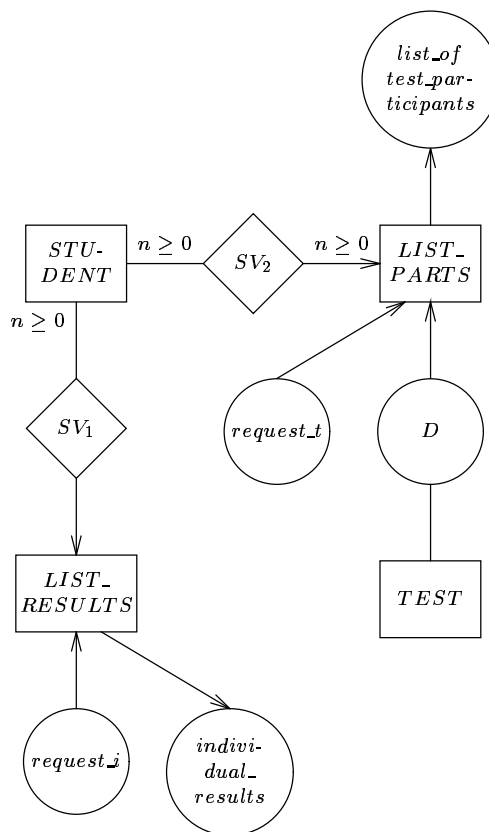 list_of
test_par-
ticipants
STU-
DENT
n ≥ 0
SV₂
n ≥ 0
LIST_
PARTS
n ≥ 0
SV₁
request_t
D
LIST_
RESULTS
TEST
request_i
indivi-
dual_
results